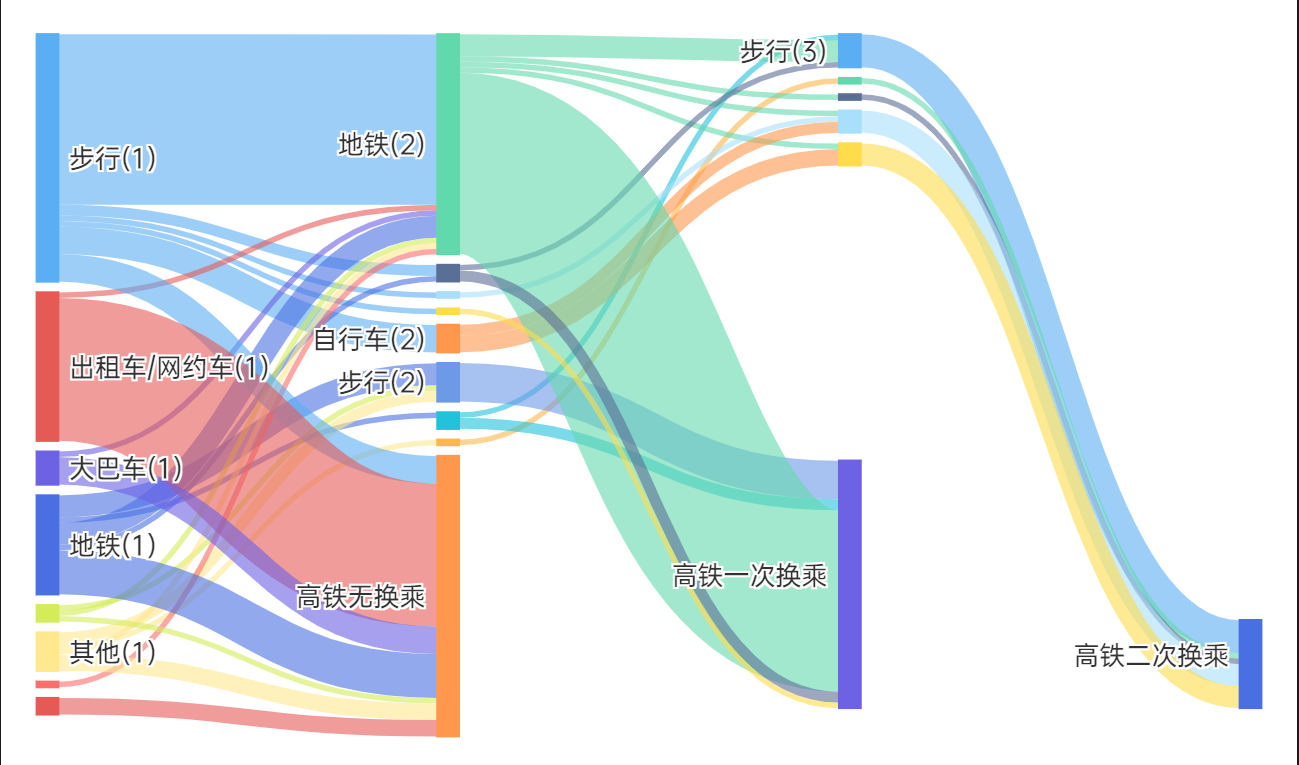 步行(1)
出租车/网约车(1)
大巴车(1)
地铁(1)
其他(1)
地铁(2)
自行车(2)
步行(2)
高铁无换乘
步行(3)
高铁一次换乘
高铁二次换乘